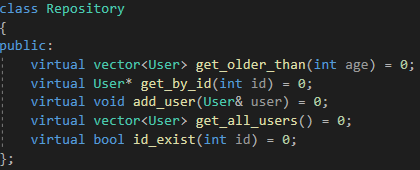 class Repository
{
public:
    virtual vector<User> get_older_than(int age) = 0;
    virtual User* get_by_id(int id) = 0;
    virtual void add_user(User& user) = 0;
    virtual vector<User> get_all_users() = 0;
    virtual bool id_exist(int id) = 0;
};